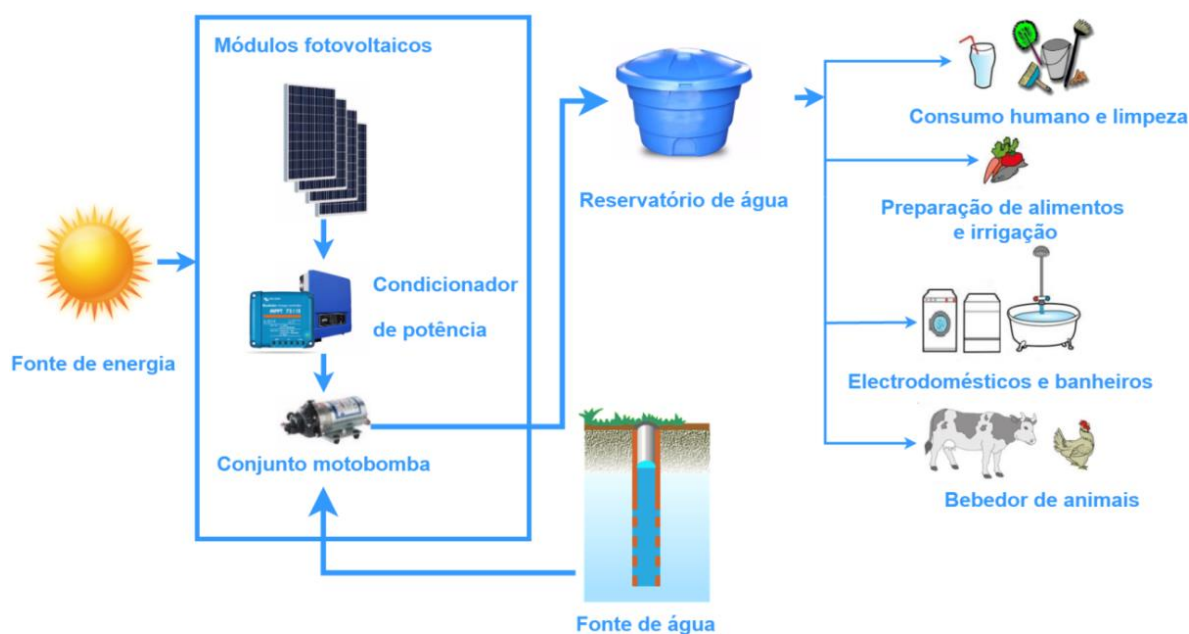 Módulos fotovoltaicos
Fonte de energia
Condicionador
de potência
Conjunto motobomba
Reservatório de água
Fonte de água
Consumo humano e limpeza
Preparação de alimentos
e irrigação
Electrodomésticos e banheiros
Bebedor de animais